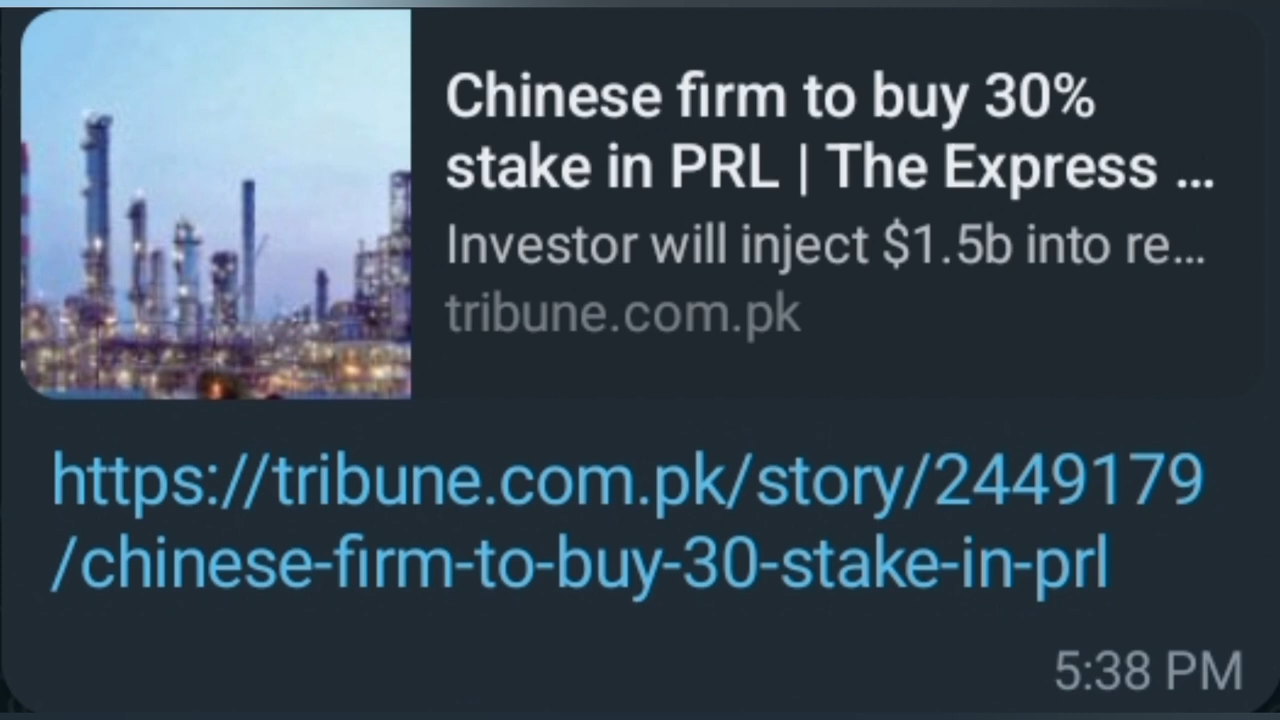 Chinese firm to buy 30%
stake in PRL | The Express ...
Investor will inject $1.5b into re...
tribune.com.pk
https://tribune.com.pk/story/2449179
/chinese-firm-to-buy-30-stake-in-prl
5:38 PM